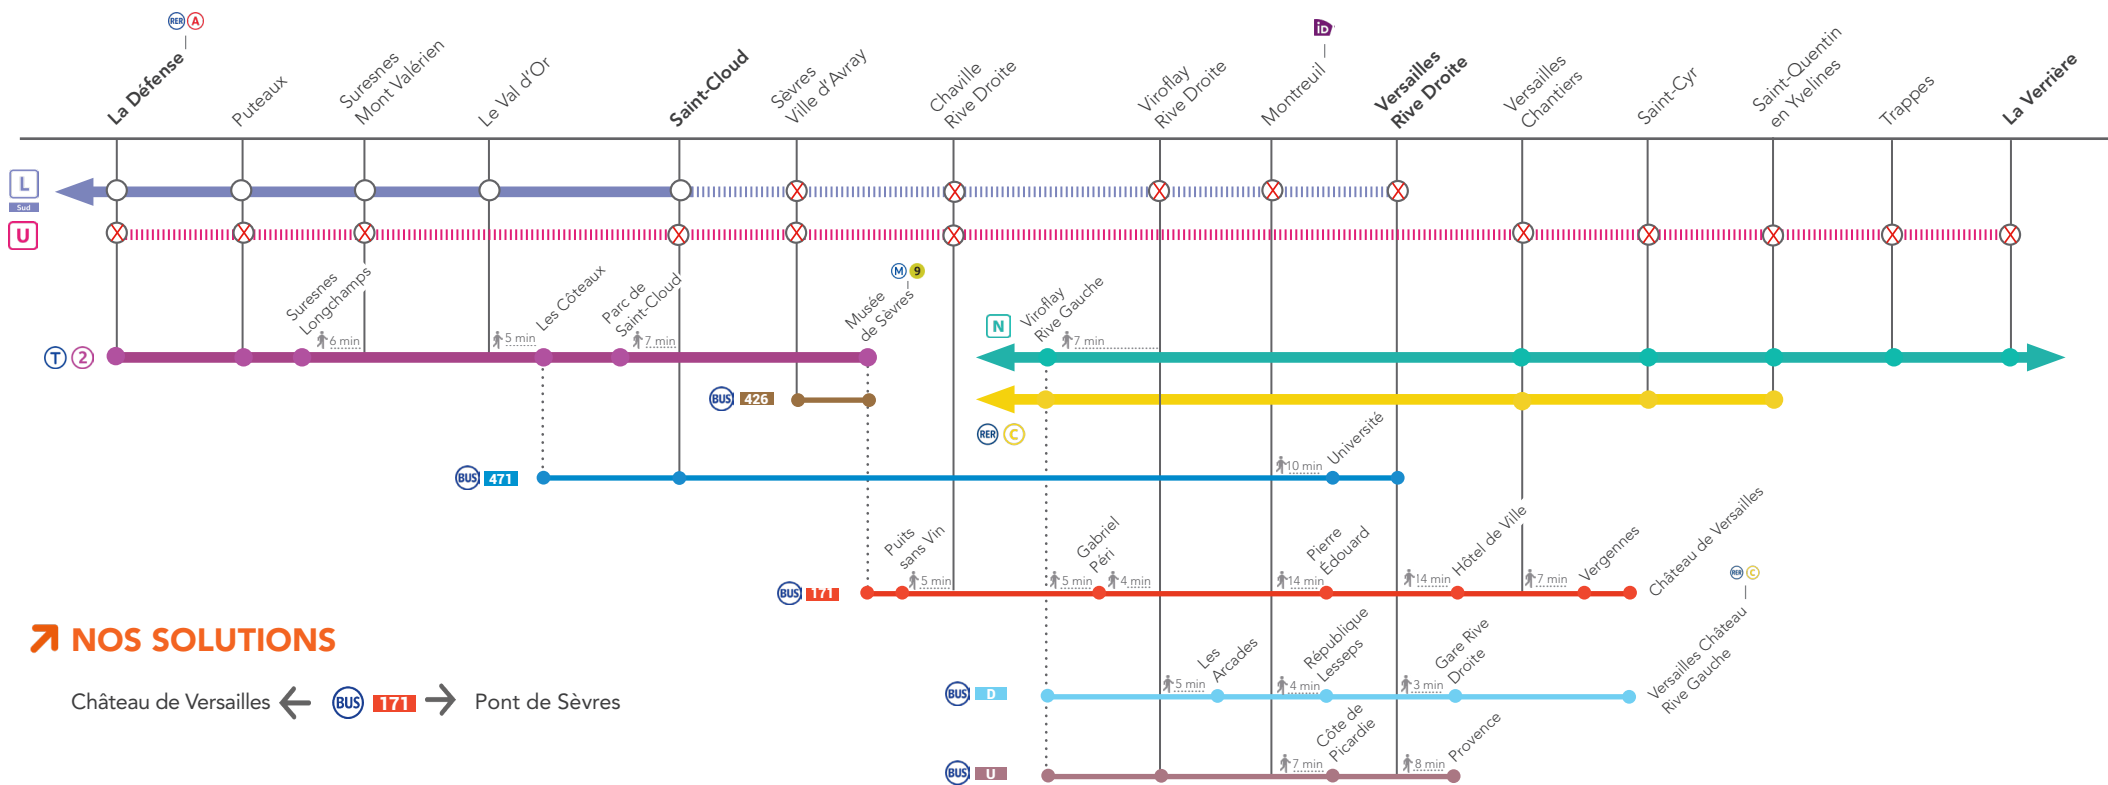 RER A
La Défense
Puteaux
Suresnes
Mont Valérien
Le Val d'Or
Saint-Cloud
Sèvres
Ville d'Avray
Chaville
Rive Droite
Viroflay
Rive Droite
iD
Montreuil
Versailles
Rive Droite
Versailles
Chantiers
Saint-Cyr
Saint-Quentin
en Yvelines
Trappes
La Verrière
L
Sud
U
Suresnes
Longchamps
6 min
5 min
Les Côteaux
Parc de
Saint-Cloud
7 min
M 9
Musée
de Sèvres
N
Viroflay
Rive Gauche
7 min
T 2
BUS 426
RER C
BUS 471
10 min
Université
Puits
sans Vin
5 min
Gabriel
Péri
5 min
4 min
Pierre
Édouard
14 min
Hôtel de Ville
14 min
Vergennes
7 min
Château de Versailles
BUS 171
RER C
Versailles Château
Rive Gauche
NOS SOLUTIONS
Château de Versailles BUS 171 Pont de Sèvres
BUS D
Les
Arcades
5 min
République
Lesseps
4 min
Gare Rive
Droite
3 min
BUS U
Côte de
Picardie
7 min
Provence
8 min